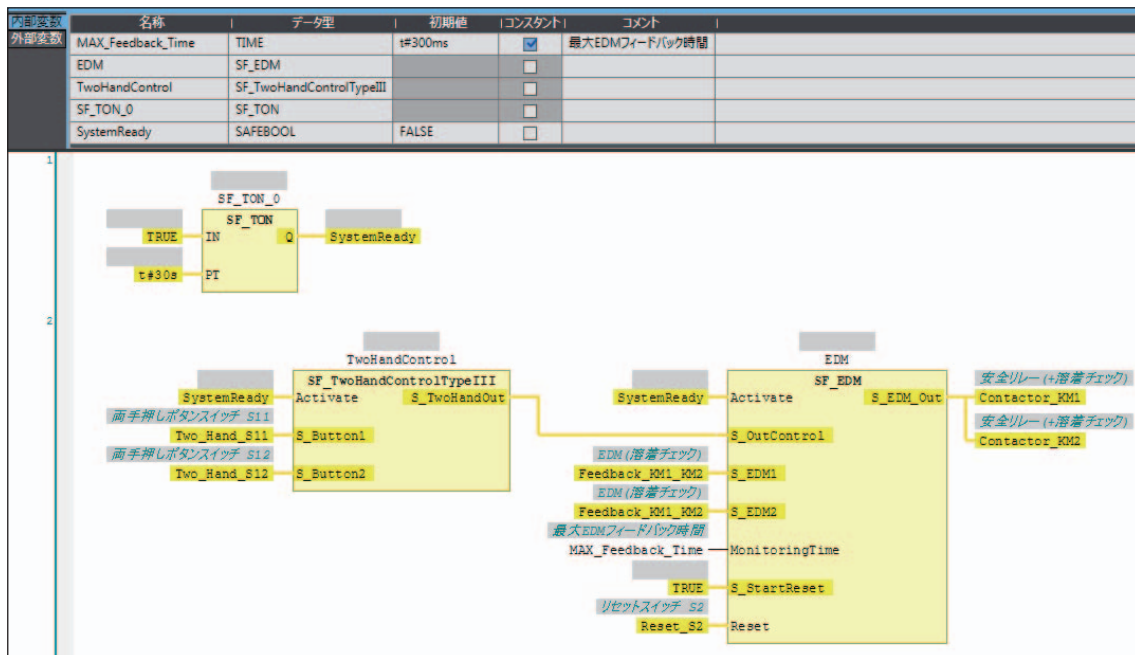 内部変数 名称 データ型 初期値 コンスタント コメント
外部変数 MAX_Feedback_Time TIME t#300ms 最大EDMフィードバック時間
EDM SF_EDM
TwoHandControl SF_TwoHandControlTypeIII
SF_TON_0 SF_TON
SystemReady SAFEBOOL FALSE
1
SF_TON_0
SF_TON
TRUE IN Q SystemReady
t#30s PT
2
TwoHandControl EDM
SF_TwoHandControlTypeIII SF_EDM 安全リレー(+溶着チェック)
SystemReady Activate S_TwoHandOut SystemReady Activate S_EDM_Out Contactor_KM1
両手押しボタンスイッチ S11 安全リレー(+溶着チェック)
Two_Hand_S11 S_Button1 S_OutControl Contactor_KM2
両手押しボタンスイッチ S12 EDM(溶着チェック)
Two_Hand_S12 S_Button2 Feedback_KM1_KM2 S_EDM1
EDM(溶着チェック)
Feedback_KM1_KM2 S_EDM2
最大EDMフィードバック時間
MAX_Feedback_Time MonitoringTime
TRUE S_StartReset
リセットスイッチ S2
Reset_S2 Reset